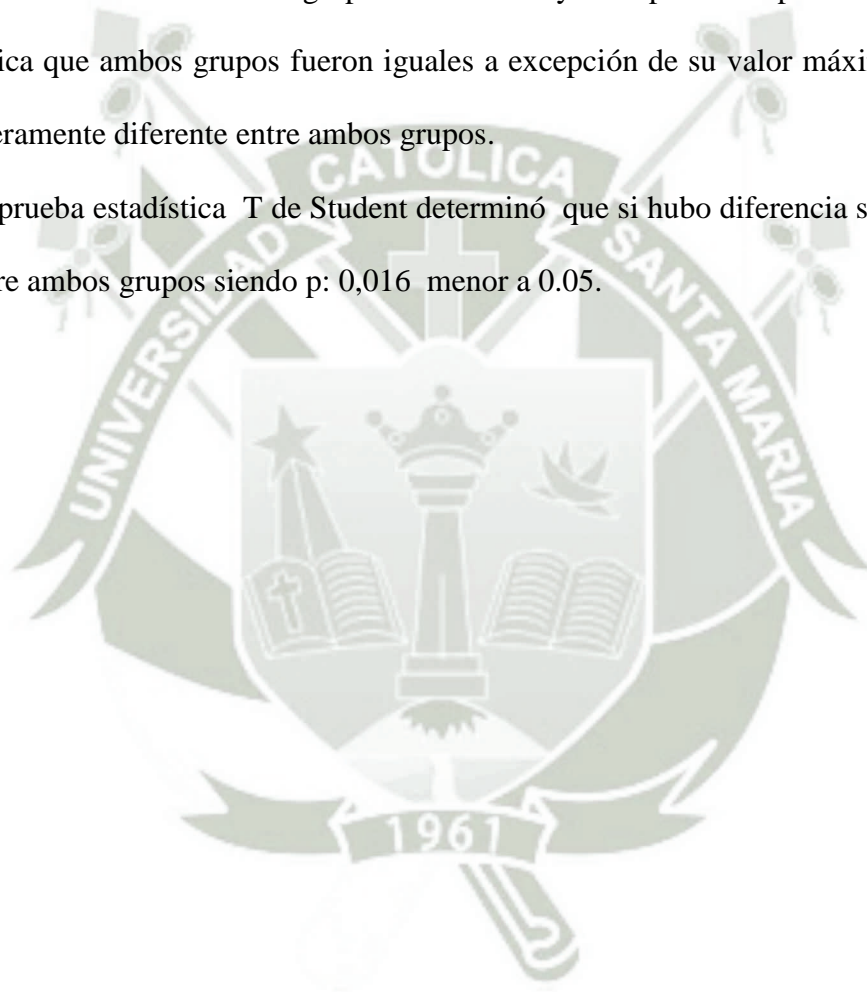 ica que ambos grupos fueron iguales a excepción de su valor máxi
eramente diferente entre ambos grupos.
prueba estadística T de Student determinó que si hubo diferencia s
re ambos grupos siendo p: 0,016 menor a 0.05.
UNIVERSIDAD CATOLICA SANTA MARIA
1961